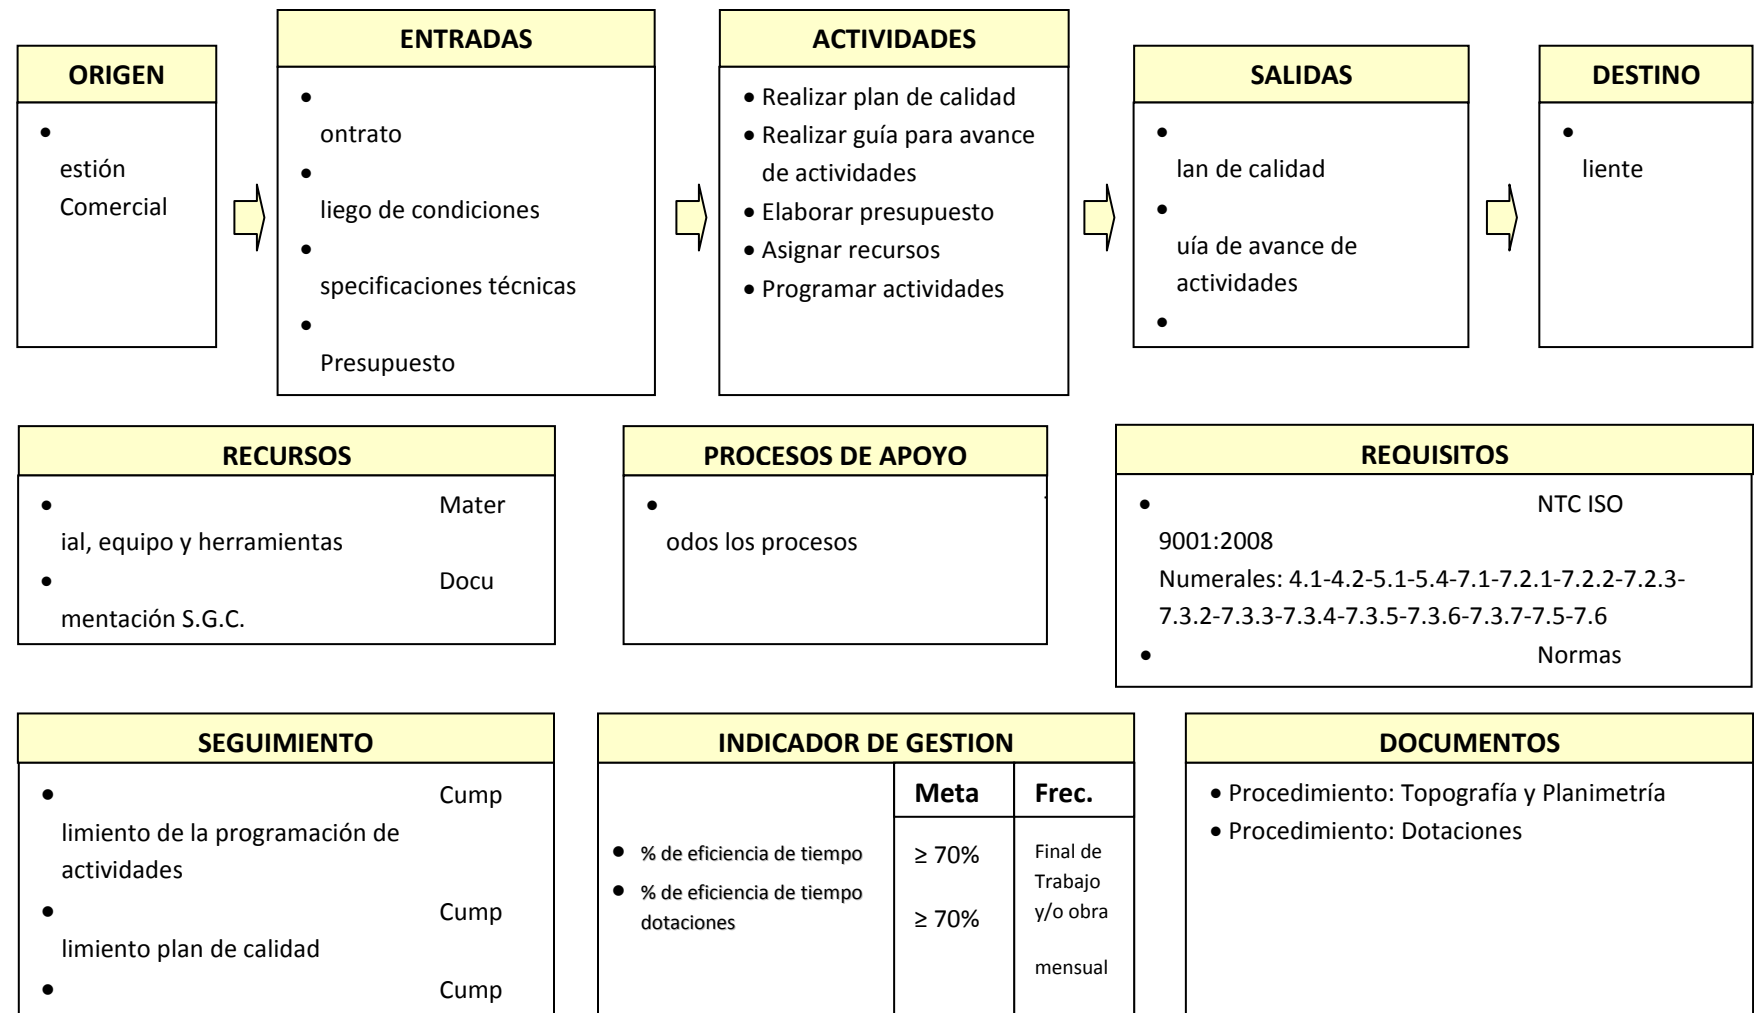 ORIGEN
•
estión
Comercial
ENTRADAS
•
ontrato
•
liego de condiciones
•
specificaciones técnicas
•
Presupuesto
ACTIVIDADES
• Realizar plan de calidad
• Realizar guía para avance
de actividades
• Elaborar presupuesto
• Asignar recursos
• Programar actividades
SALIDAS
•
lan de calidad
•
uía de avance de
actividades
•
DESTINO
•
liente
RECURSOS
• Mater
ial, equipo y herramientas
• Docu
mentación S.G.C.
PROCESOS DE APOYO
•
odos los procesos
REQUISITOS
• NTC ISO
9001:2008
Numerales: 4.1-4.2-5.1-5.4-7.1-7.2.1-7.2.2-7.2.3-
7.3.2-7.3.3-7.3.4-7.3.5-7.3.6-7.3.7-7.5-7.6
• Normas
SEGUIMIENTO
• Cump
limiento de la programación de
actividades
• Cump
limiento plan de calidad
• Cump
INDICADOR DE GESTION
Meta
Frec.
• % de eficiencia de tiempo
• % de eficiencia de tiempo
dotaciones
≥ 70%
≥ 70%
Final de
Trabajo
y/o obra
mensual
DOCUMENTOS
• Procedimiento: Topografía y Planimetría
• Procedimiento: Dotaciones